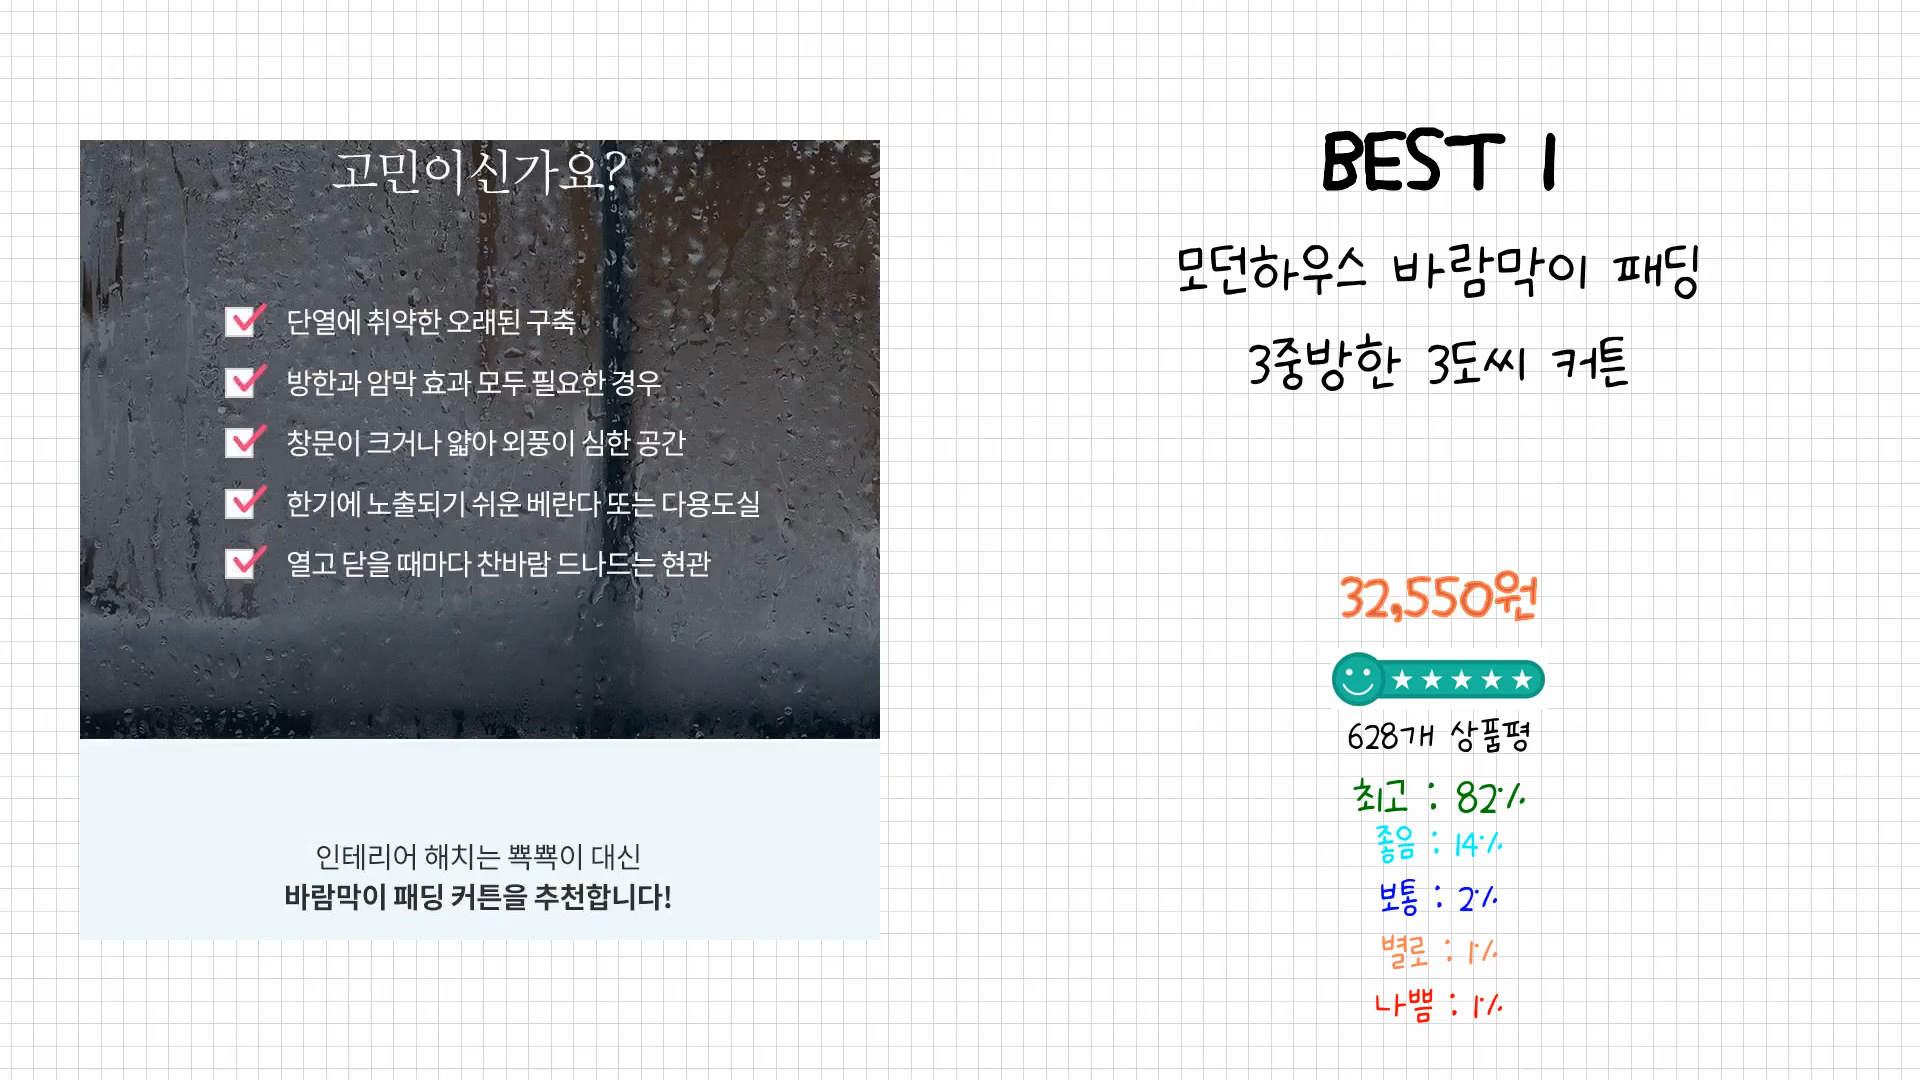 고민이신가요?
단열에 취약한 오래된 구축
방한과 암막 효과 모두 필요한 경우
창문이 크거나 얇아 외풍이 심한 공간
한기에 노출되기 쉬운 베란다 또는 다용도실
열고 닫을 때마다 찬바람 드나드는 현관
인테리어 해치는 뽁뽁이 대신
바람막이 패딩 커튼을 추천합니다!
BEST 1
모던하우스 바람막이 패딩
3중방한 3도씨 커튼
32,550원
628개 상품평
최고 : 82%
좋음 : 14%
보통 : 2%
별로 : 1%
나쁨 : 1%